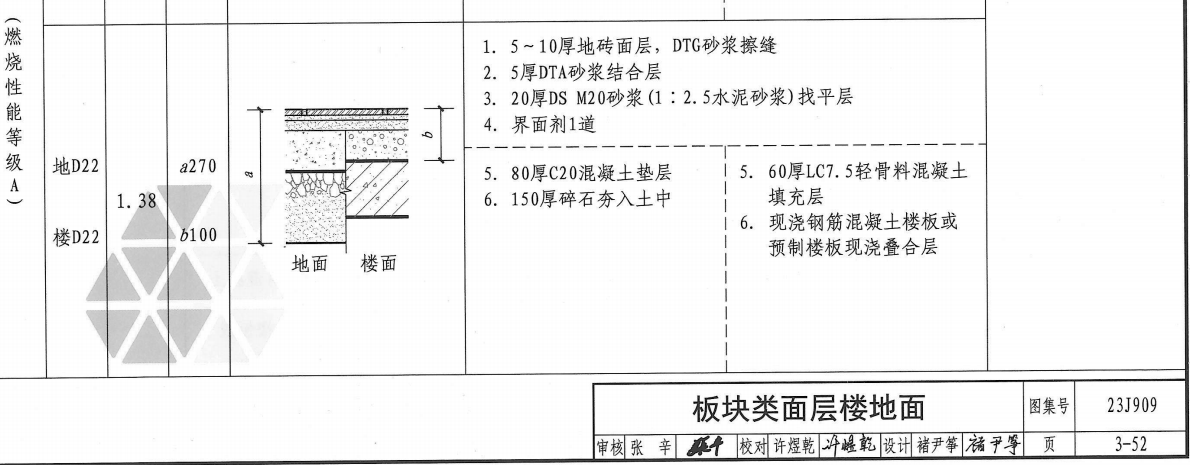 (燃烧性能等级A)
地D22
楼D22
1.38
a270
b100
a
b
地面
楼面
1. 5~10厚地砖面层，DTG砂浆擦缝
2. 5厚DTA砂浆结合层
3. 20厚DS M20砂浆(1∶2.5水泥砂浆)找平层
4. 界面剂1道
5. 80厚C20混凝土垫层
6. 150厚碎石夯入土中
5. 60厚LC7.5轻骨料混凝土
填充层
6. 现浇钢筋混凝土楼板或
预制楼板现浇叠合层
板块类面层楼地面
图集号
23J909
审核 张 辛
校对 许煜乾 许煜乾
设计 褚尹筝 褚尹筝
页
3-52